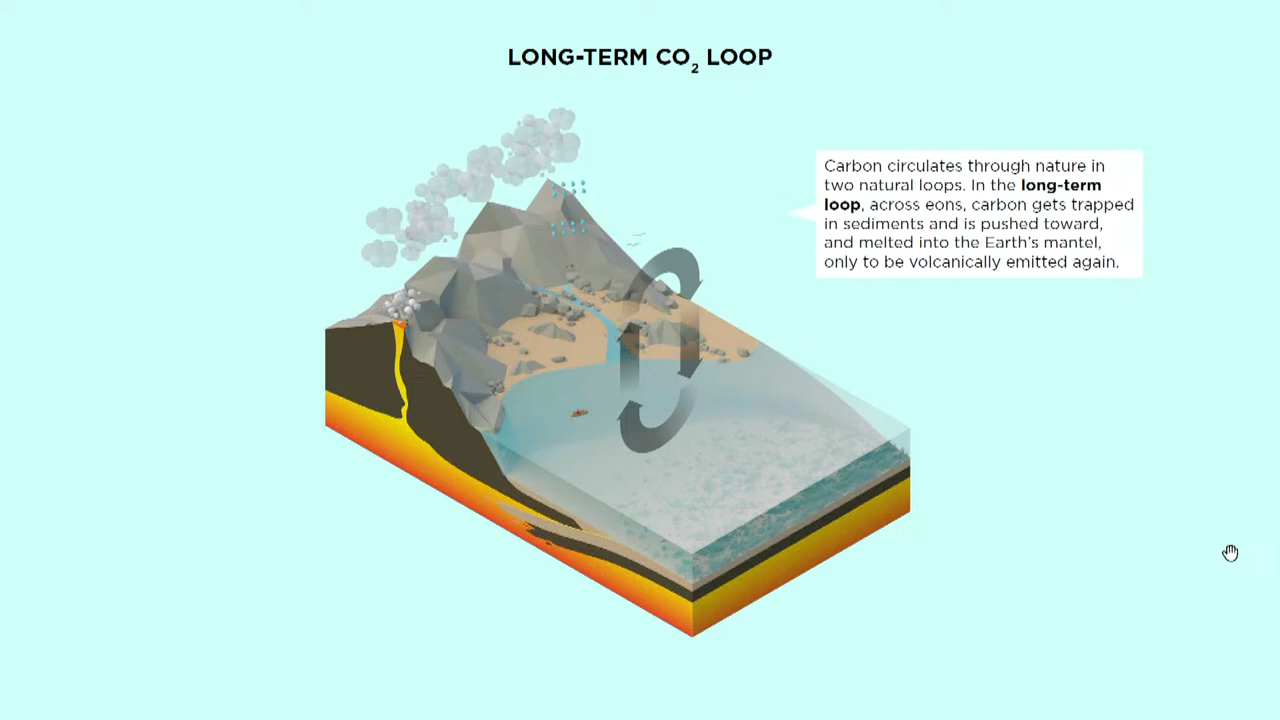 LONG-TERM CO₂ LOOP
Carbon circulates through nature in
two natural loops. In the long-term
loop, across eons, carbon gets trapped
in sediments and is pushed toward,
and melted into the Earth's mantel,
only to be volcanically emitted again.